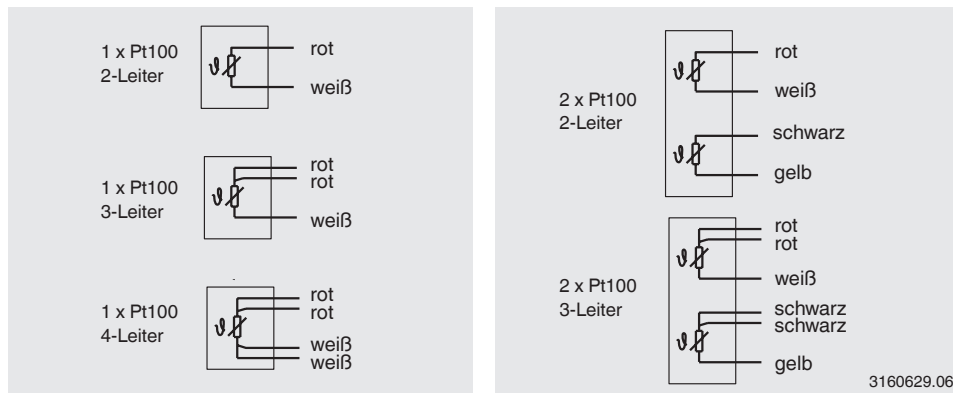 1 x Pt100
2-Leiter
rot
weiß
1 x Pt100
3-Leiter
rot
rot
weiß
1 x Pt100
4-Leiter
rot
rot
weiß
weiß
2 x Pt100
2-Leiter
rot
weiß
schwarz
gelb
2 x Pt100
3-Leiter
rot
rot
weiß
schwarz
schwarz
gelb
ϑ
ϑ
ϑ
ϑ
ϑ
ϑ
ϑ
3160629.06